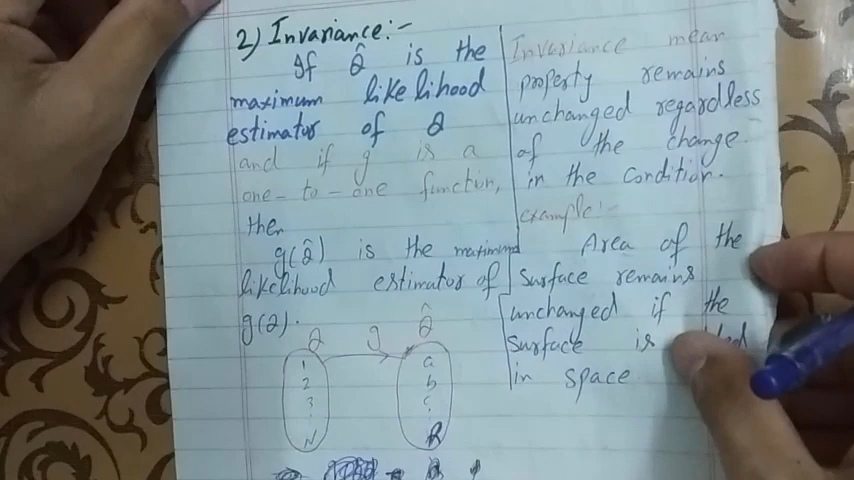 2) Invariance:-
If θ̂ is the
maximum likelihood
estimator of θ
and if g is a
one-to-one function,
then
g(θ̂) is the maximum
likelihood estimator of
g(θ).
θ g θ̂
1 a
2 b
3 c
N R
Invariance mean
property remains
unchanged regardless
of the change
in the condition.
example:-
Area of the
surface remains
unchanged if the
surface is
in space